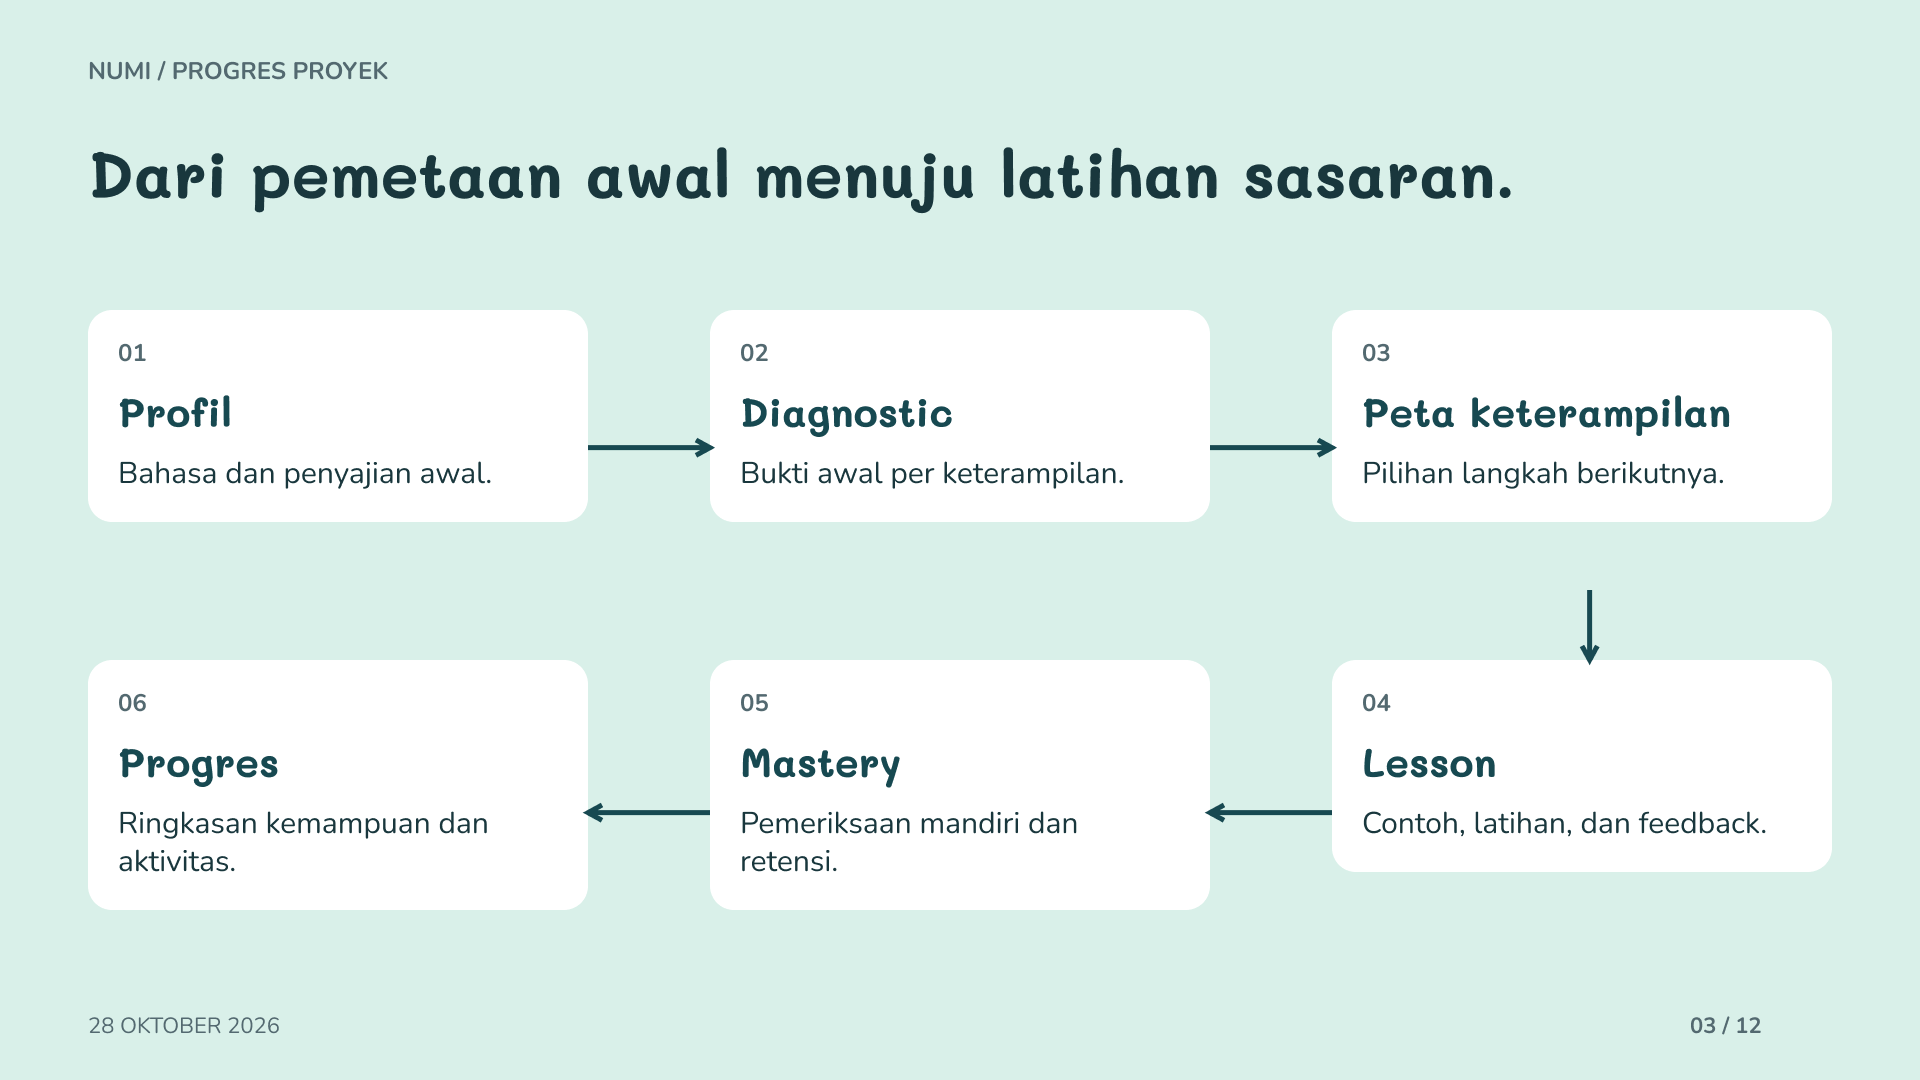 NUMI / PROGRES PROYEK
Dari pemetaan awal menuju latihan sasaran.
01
Profil
Bahasa dan penyajian awal.
02
Diagnostic
Bukti awal per keterampilan.
03
Peta keterampilan
Pilihan langkah berikutnya.
04
Lesson
Contoh, latihan, dan feedback.
05
Mastery
Pemeriksaan mandiri dan
retensi.
06
Progres
Ringkasan kemampuan dan
aktivitas.
28 OKTOBER 2026
03 / 12